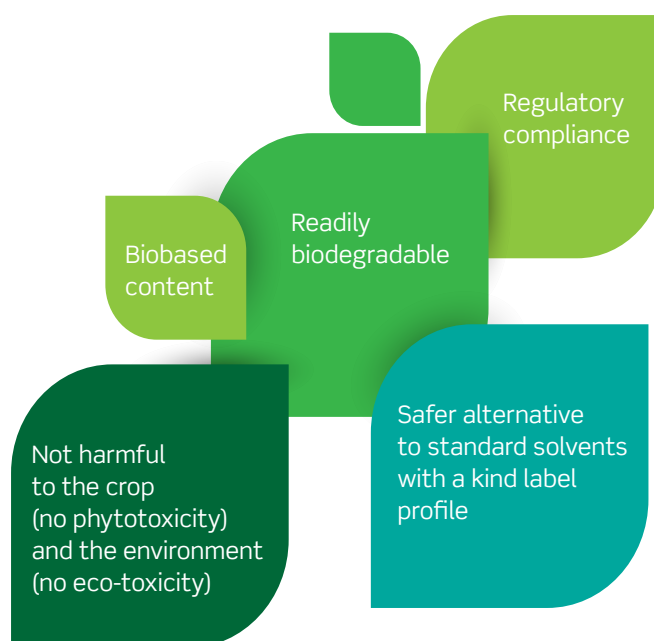 Regulatory
compliance
Readily
biodegradable
Biobased
content
Safer alternative
to standard solvents
with a kind label
profile
Not harmful
to the crop
(no phytotoxicity)
and the environment
(no eco-toxicity)